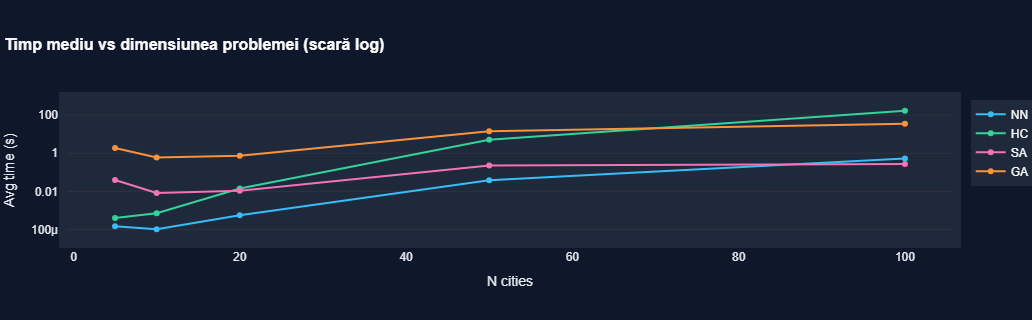 Timp mediu vs dimensiunea problemei (scară log)
100
1
0.01
100µ
Avg time (s)
0
20
40
60
80
100
N cities
NN
HC
SA
GA